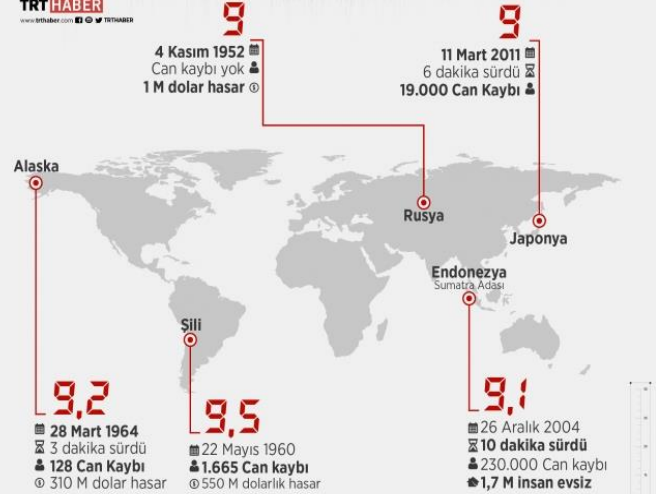 TRT HABER
www.trthaber.com TRTHABER
9
4 Kasım 1952
Can kaybı yok
1 M dolar hasar
9
11 Mart 2011
6 dakika sürdü
19.000 Can Kaybı
Alaska
Rusya
Japonya
Endonezya
Sumatra Adası
Şili
9,2
28 Mart 1964
3 dakika sürdü
128 Can Kaybı
310 M dolar hasar
9,5
22 Mayıs 1960
1.665 Can kaybı
550 M dolarlık hasar
9,1
26 Aralık 2004
10 dakika sürdü
230.000 Can kaybı
1,7 M insan evsiz